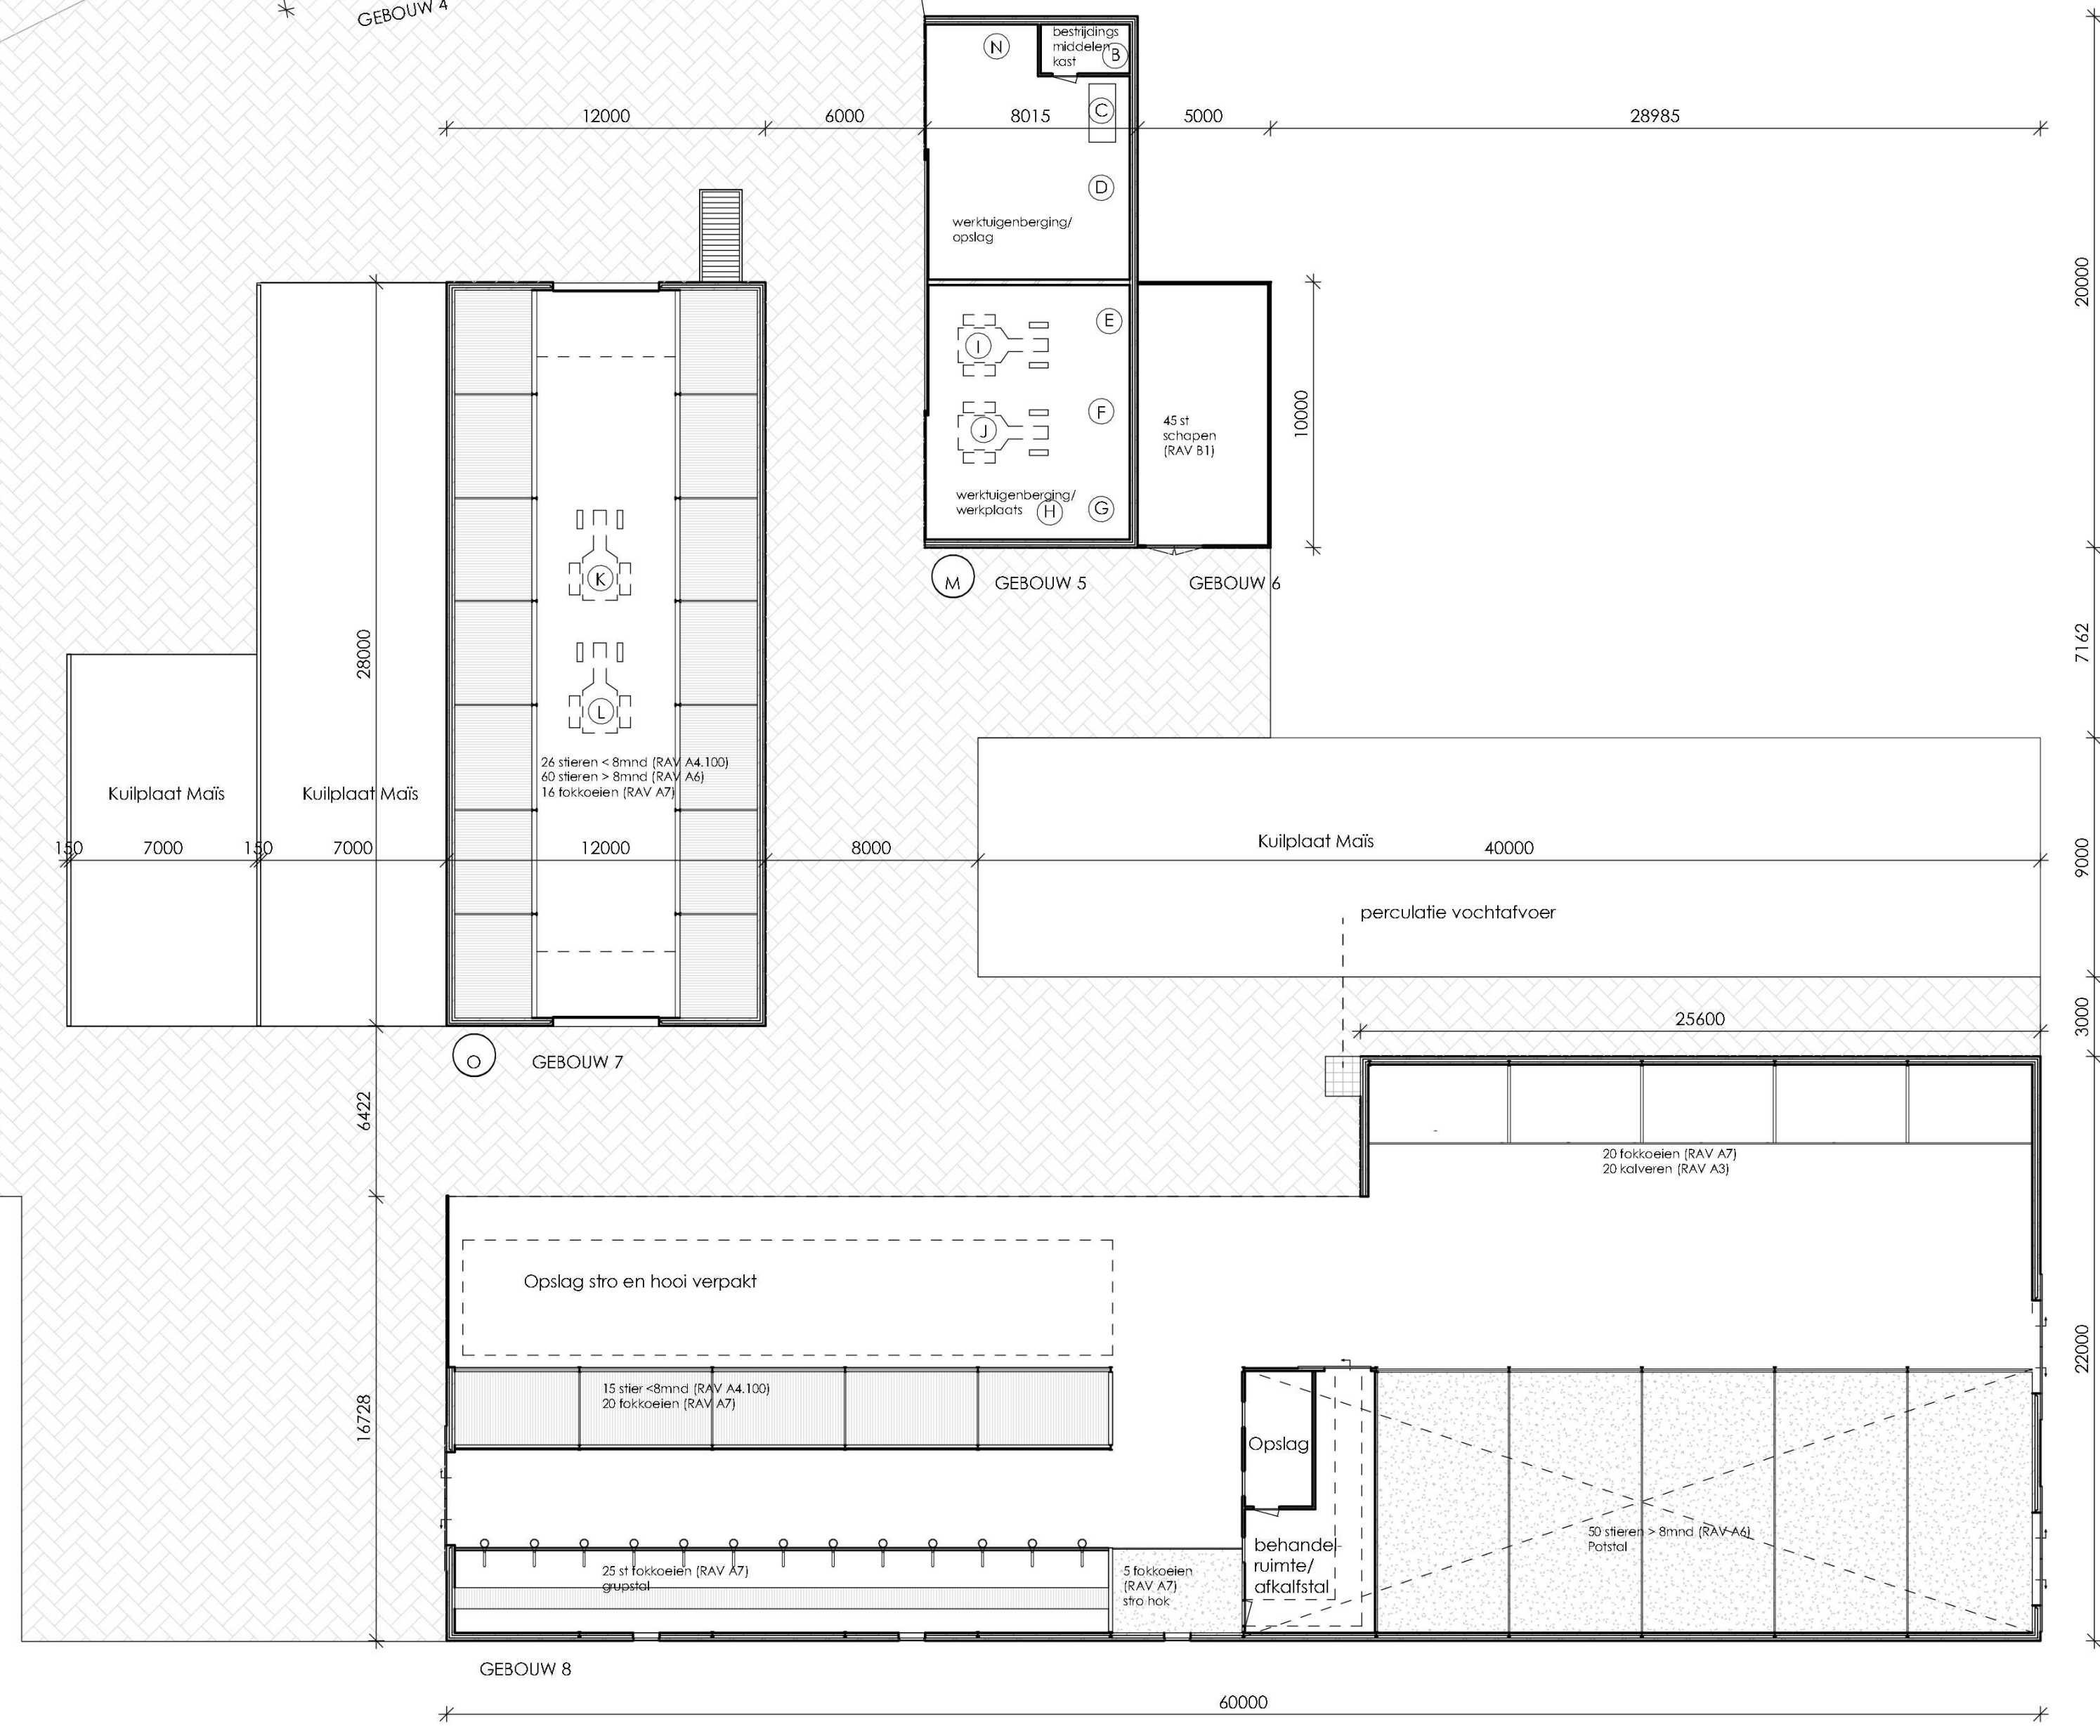 GEBOUW 4
N
bestrijdings
middelen
kast
B
12000
6000
8015
C
5000
28985
D
werktuigenberging/
opslag
20000
E
I
F
J
10000
45 st
schapen
(RAV B1)
werktuigenberging/
werkplaats
H
G
K
M
GEBOUW 5
GEBOUW 6
28000
7162
L
26 stieren < 8mnd (RAV A4.100)
60 stieren > 8mnd (RAV A6)
16 fokkoeien (RAV A7)
Kuilplaat Maïs
Kuilplaat Maïs
Kuilplaat Maïs
150
7000
150
7000
12000
8000
40000
9000
perculatie vochtafvoer
3000
25600
O
GEBOUW 7
6422
20 fokkoeien (RAV A7)
20 kalveren (RAV A3)
Opslag stro en hooi verpakt
22000
15 stier <8mnd (RAV A4.100)
20 fokkoeien (RAV A7)
16728
Opslag
50 stieren > 8mnd (RAV A6)
Potstal
behandel-
ruimte/
afkalfstal
25 st fokkoeien (RAV A7)
grupstal
5 fokkoeien
(RAV A7)
stro hok
GEBOUW 8
60000